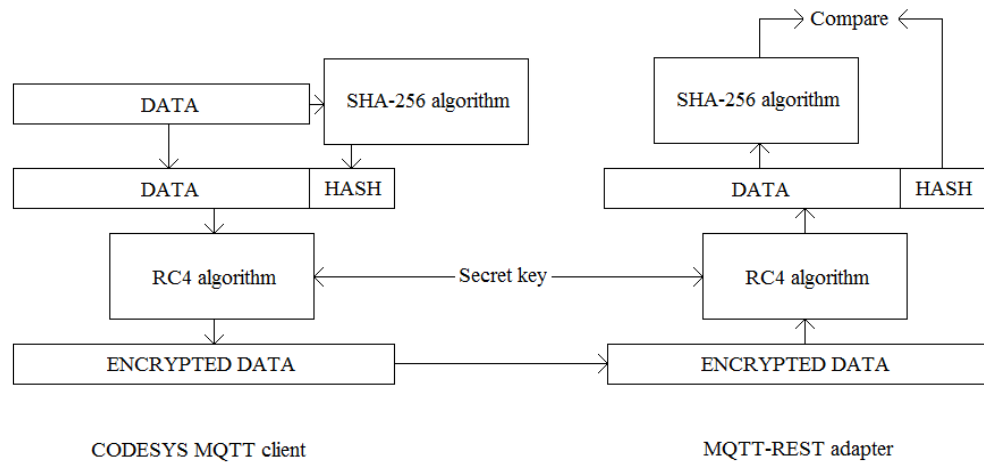 Compare
SHA-256 algorithm
SHA-256 algorithm
DATA
DATA
HASH
DATA
HASH
RC4 algorithm
Secret key
RC4 algorithm
ENCRYPTED DATA
ENCRYPTED DATA
CODESYS MQTT client
MQTT-REST adapter